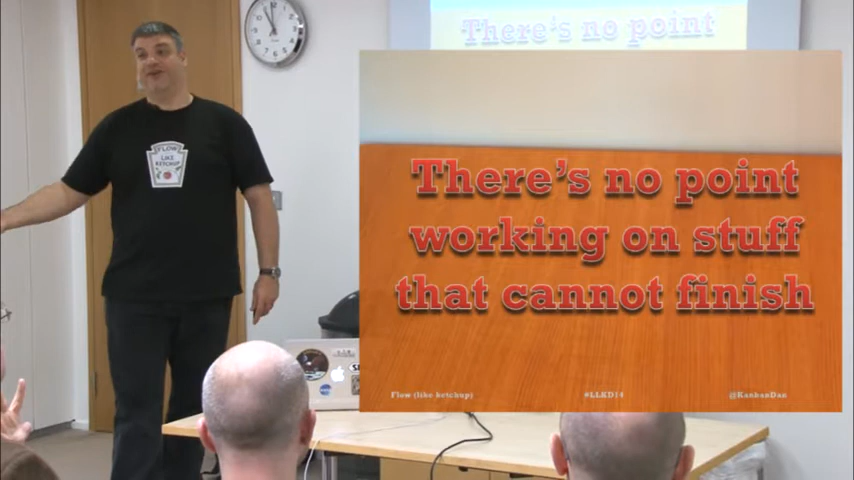 There's no point
FLOW
LIKE
KETCHUP
There's no point
working on stuff
that cannot finish
Flow (like ketchup)
#LLKD14
@KanbanDan